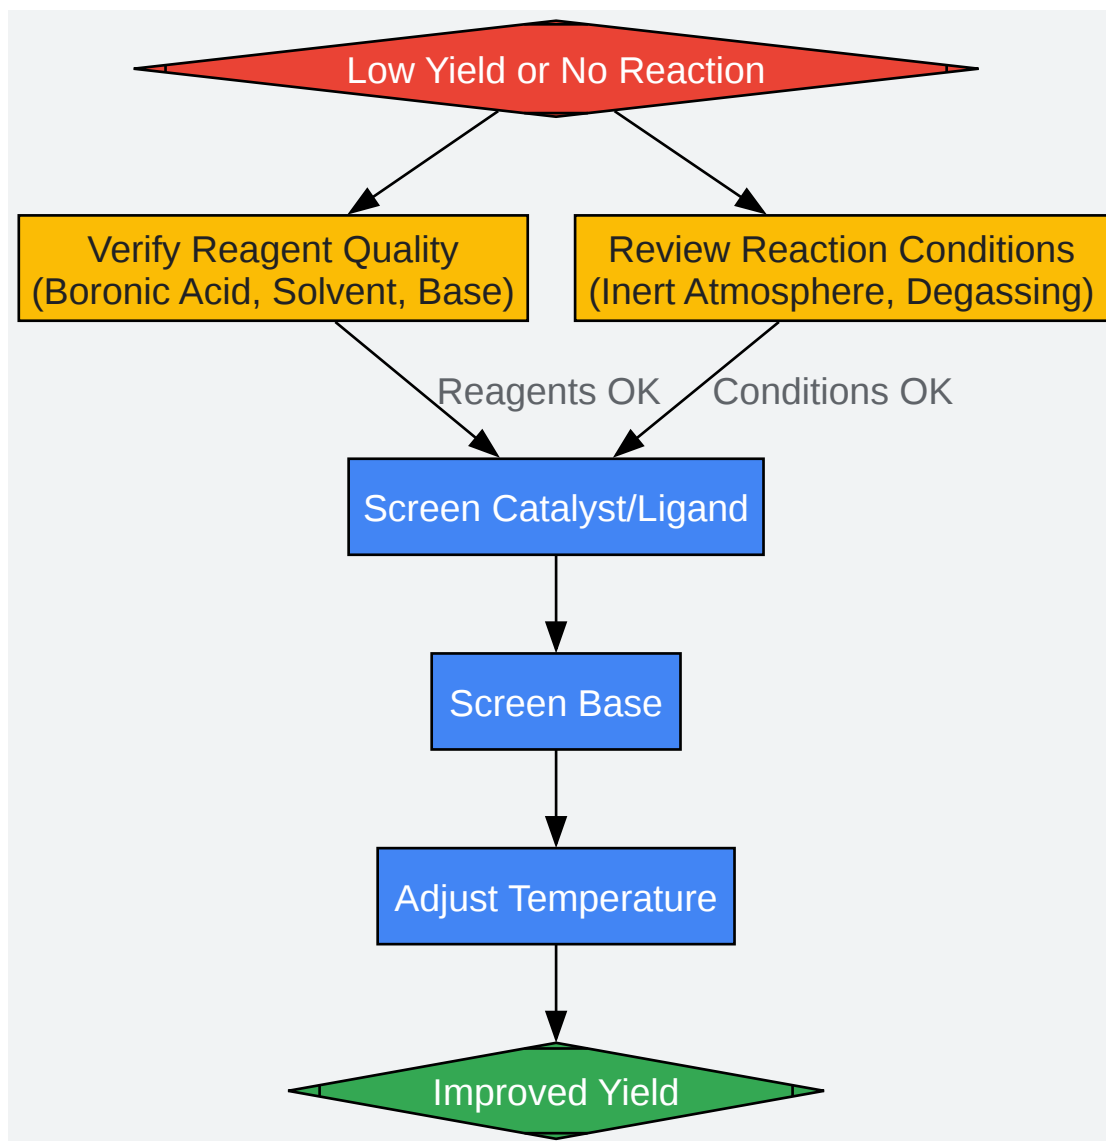 Low Yield or No Reaction
Verify Reagent Quality
(Boronic Acid, Solvent, Base)
Review Reaction Conditions
(Inert Atmosphere, Degassing)
Reagents OK
Conditions OK
Screen Catalyst/Ligand
Screen Base
Adjust Temperature
Improved Yield